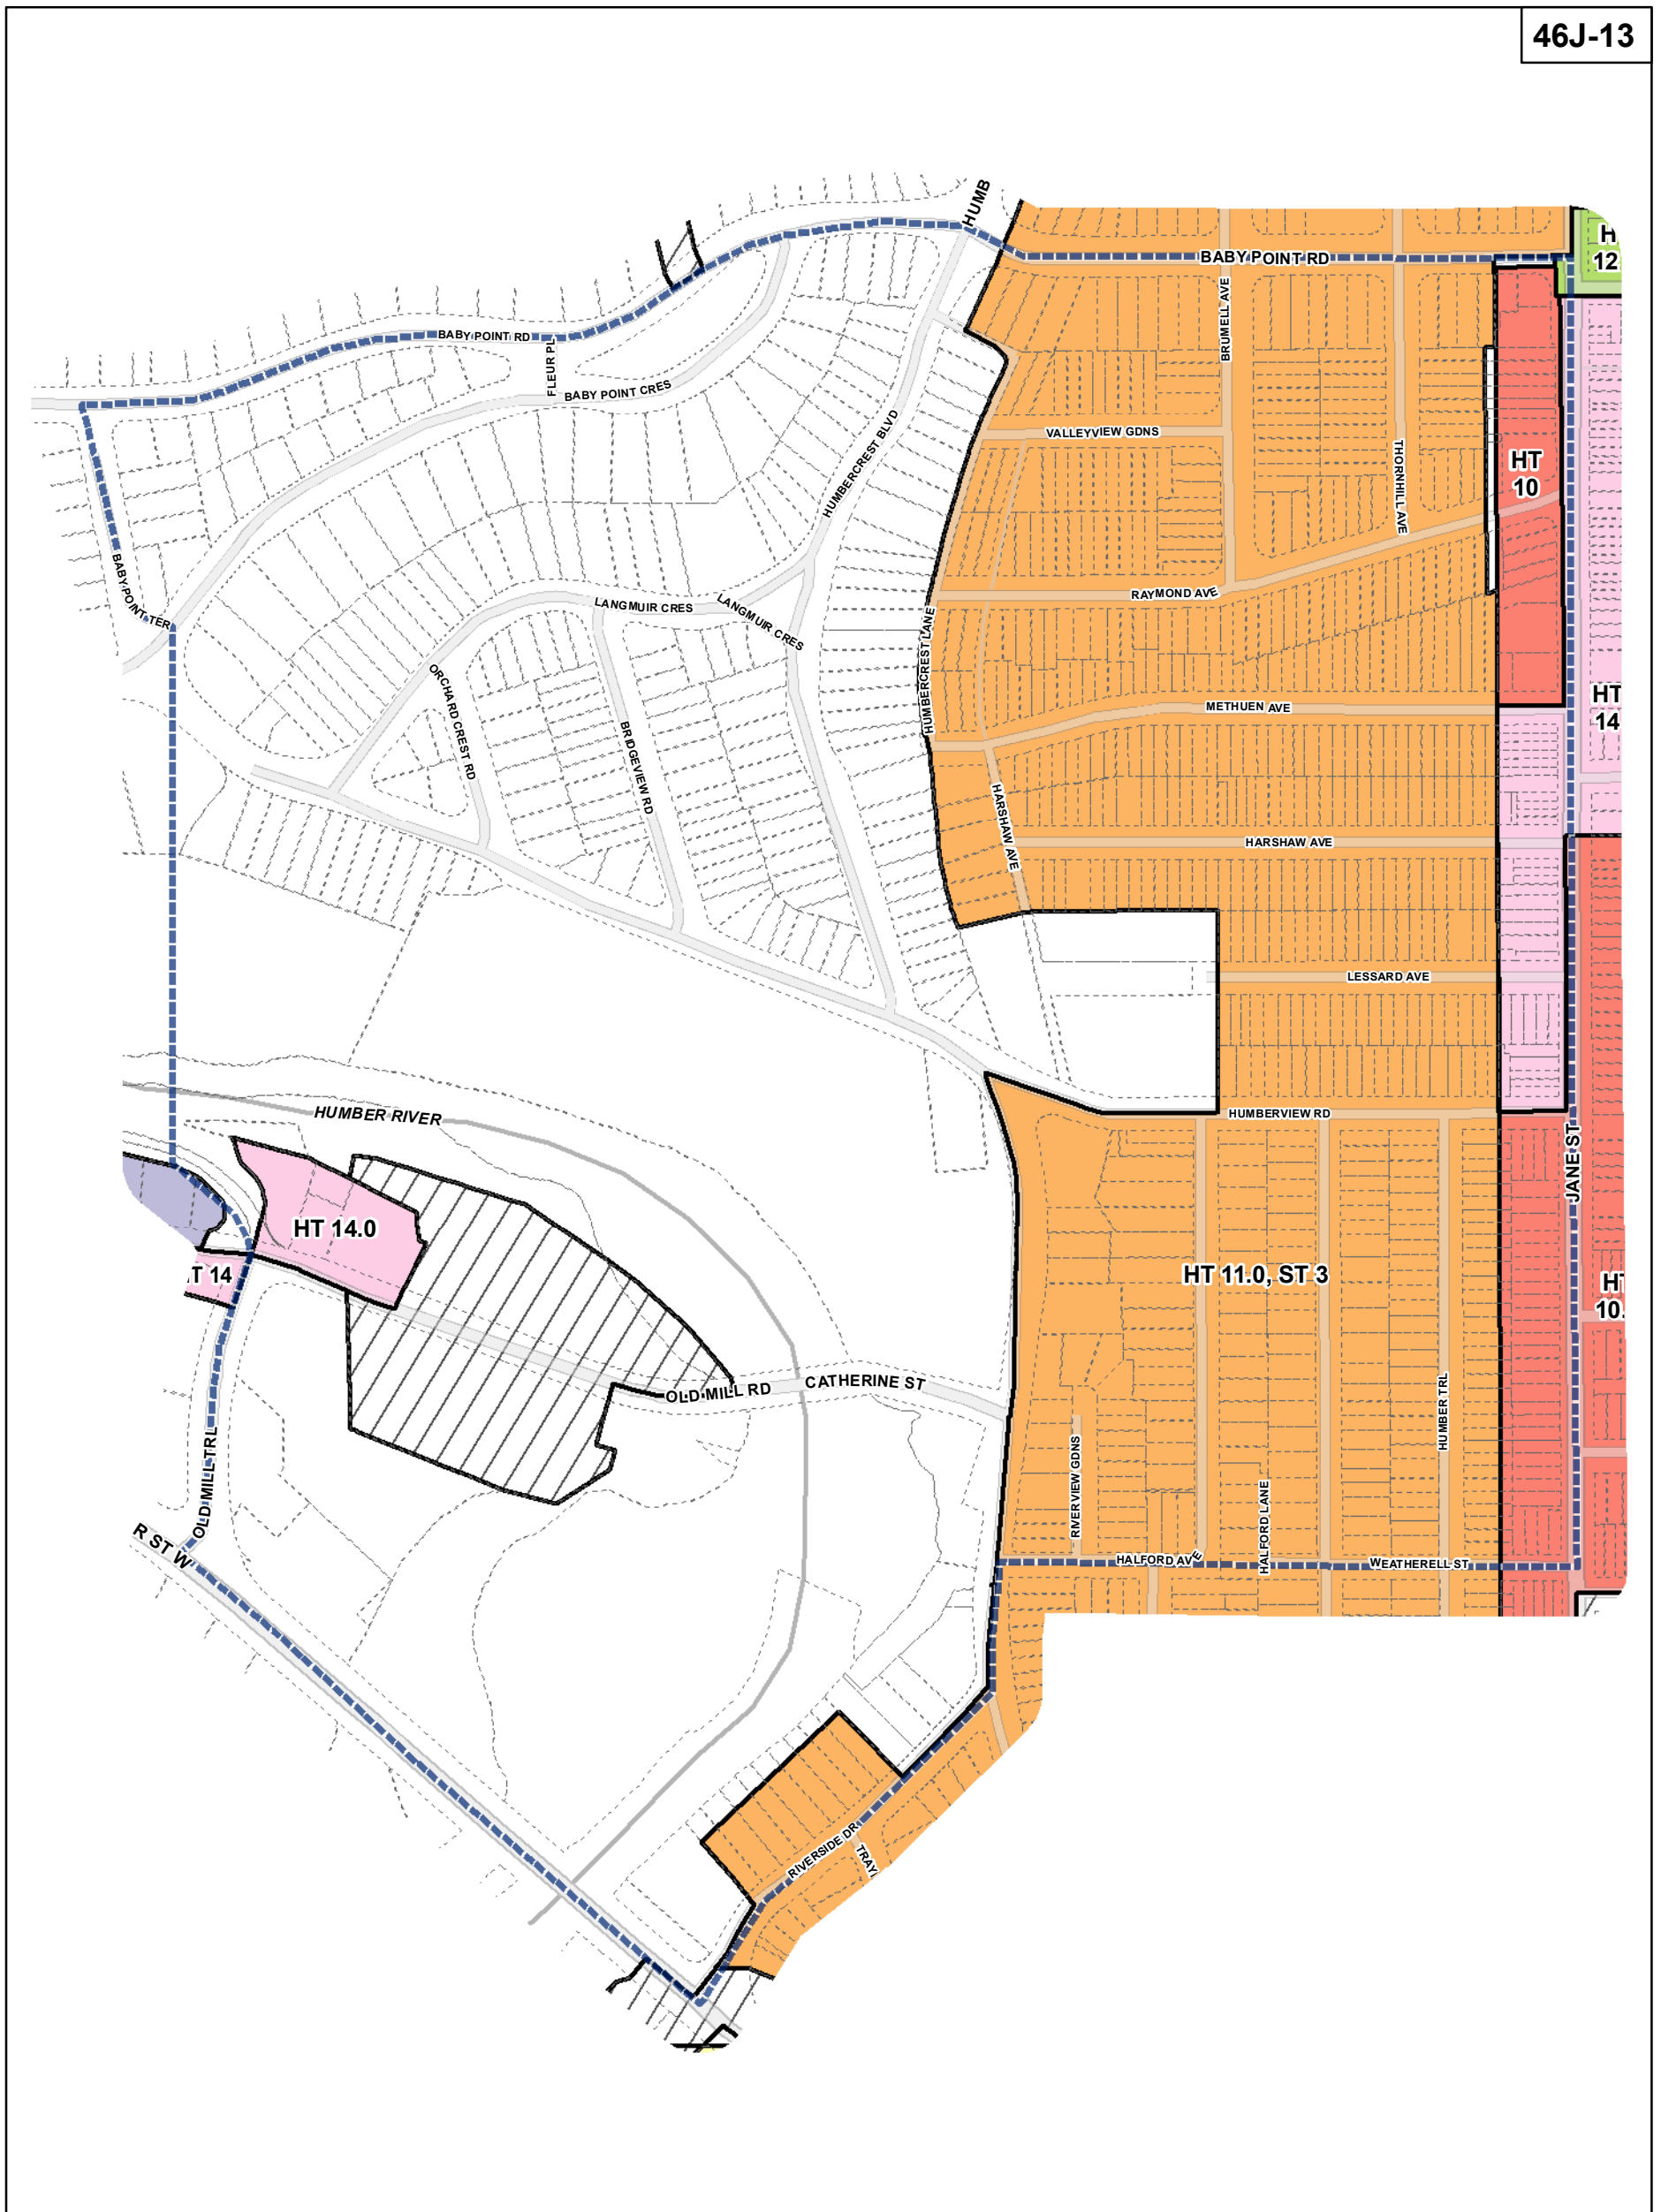 46J-13
HUMB
H
12
BABY POINT RD
BRUMELL AVE
BABY POINT RD
FLEUR PL
BABY POINT CRES
HUMBERCREST BLVD
VALLEYVIEW GDNS
THORNHILL AVE
HT
10
BABY POINT TER
LANGMUIR CRES
LANGMUIR CRES
RAYMOND AVE
HUMBERCREST LANE
ORCHARD CREST RD
BRIDGEVIEW RD
METHUEN AVE
HT
14
HARSHAW AVE
HARSHAW AVE
LESSARD AVE
HUMBER RIVER
HUMBERVIEW RD
JANE ST
HT 14.0
T 14
HT 11.0, ST 3
HT
10.
OLD MILL RD
CATHERINE ST
HUMBER TRL
OLD MILL TRL
RIVERVIEW GDNS
HALFORD LANE
R ST W
HALFORD AVE
WEATHERELL ST
RIVERSIDE DR
TRAY